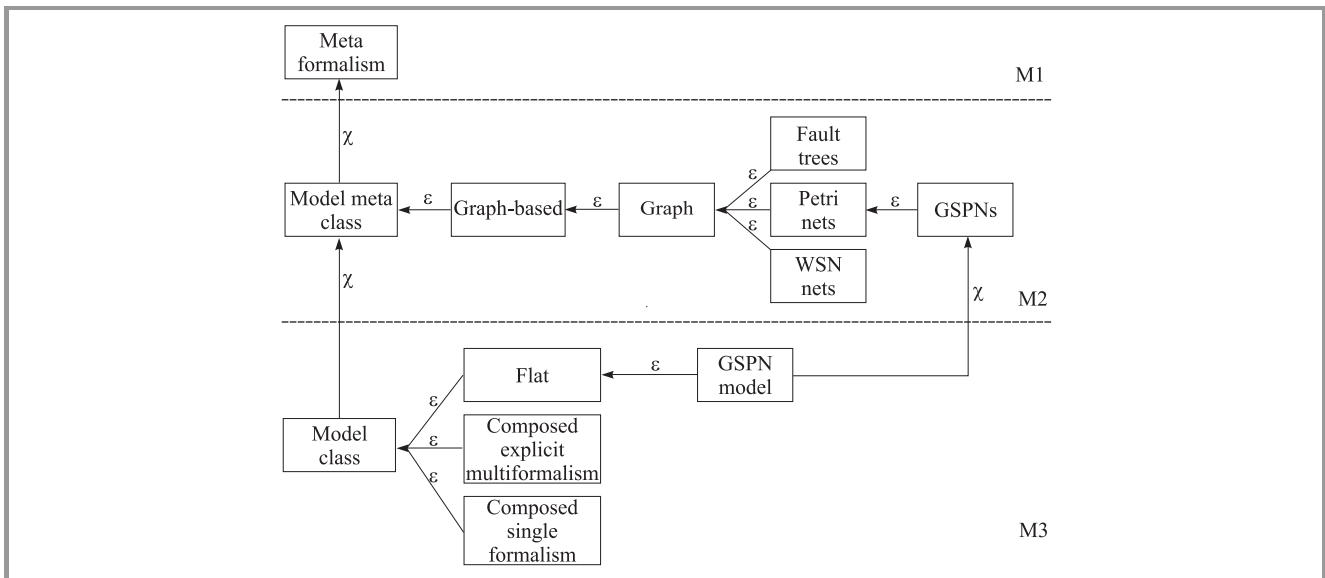 Meta
formalism
M1
χ
Fault
trees
ε
Model meta
class
ε
Graph-based
ε
Graph
ε
Petri
nets
ε
GSPNs
ε
WSN
nets
χ
χ
M2
Flat
ε
GSPN
model
ε
Model
class
ε
Composed
explicit
multiformalism
ε
Composed
single
formalism
M3